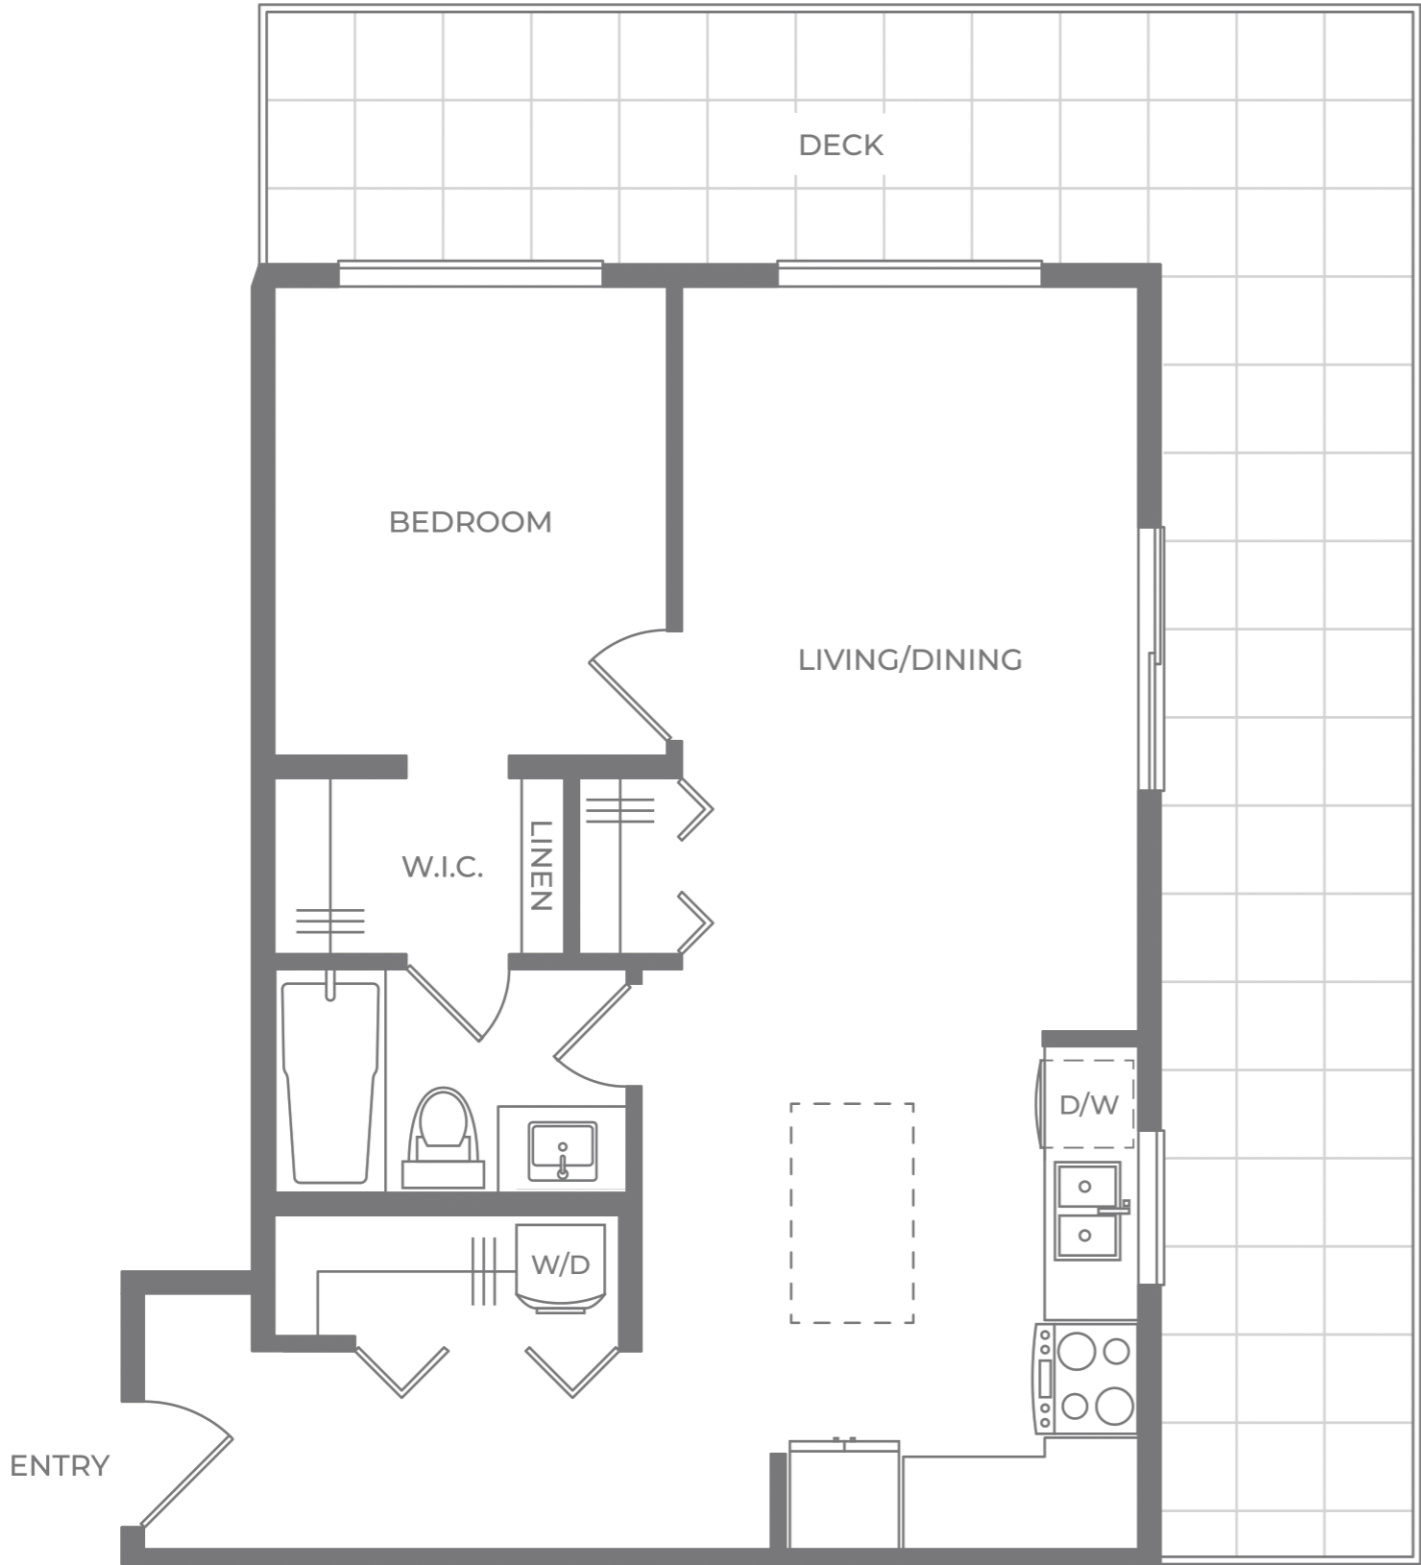 DECK
BEDROOM
LIVING/DINING
W.I.C.
LINEN
D/W
W/D
ENTRY